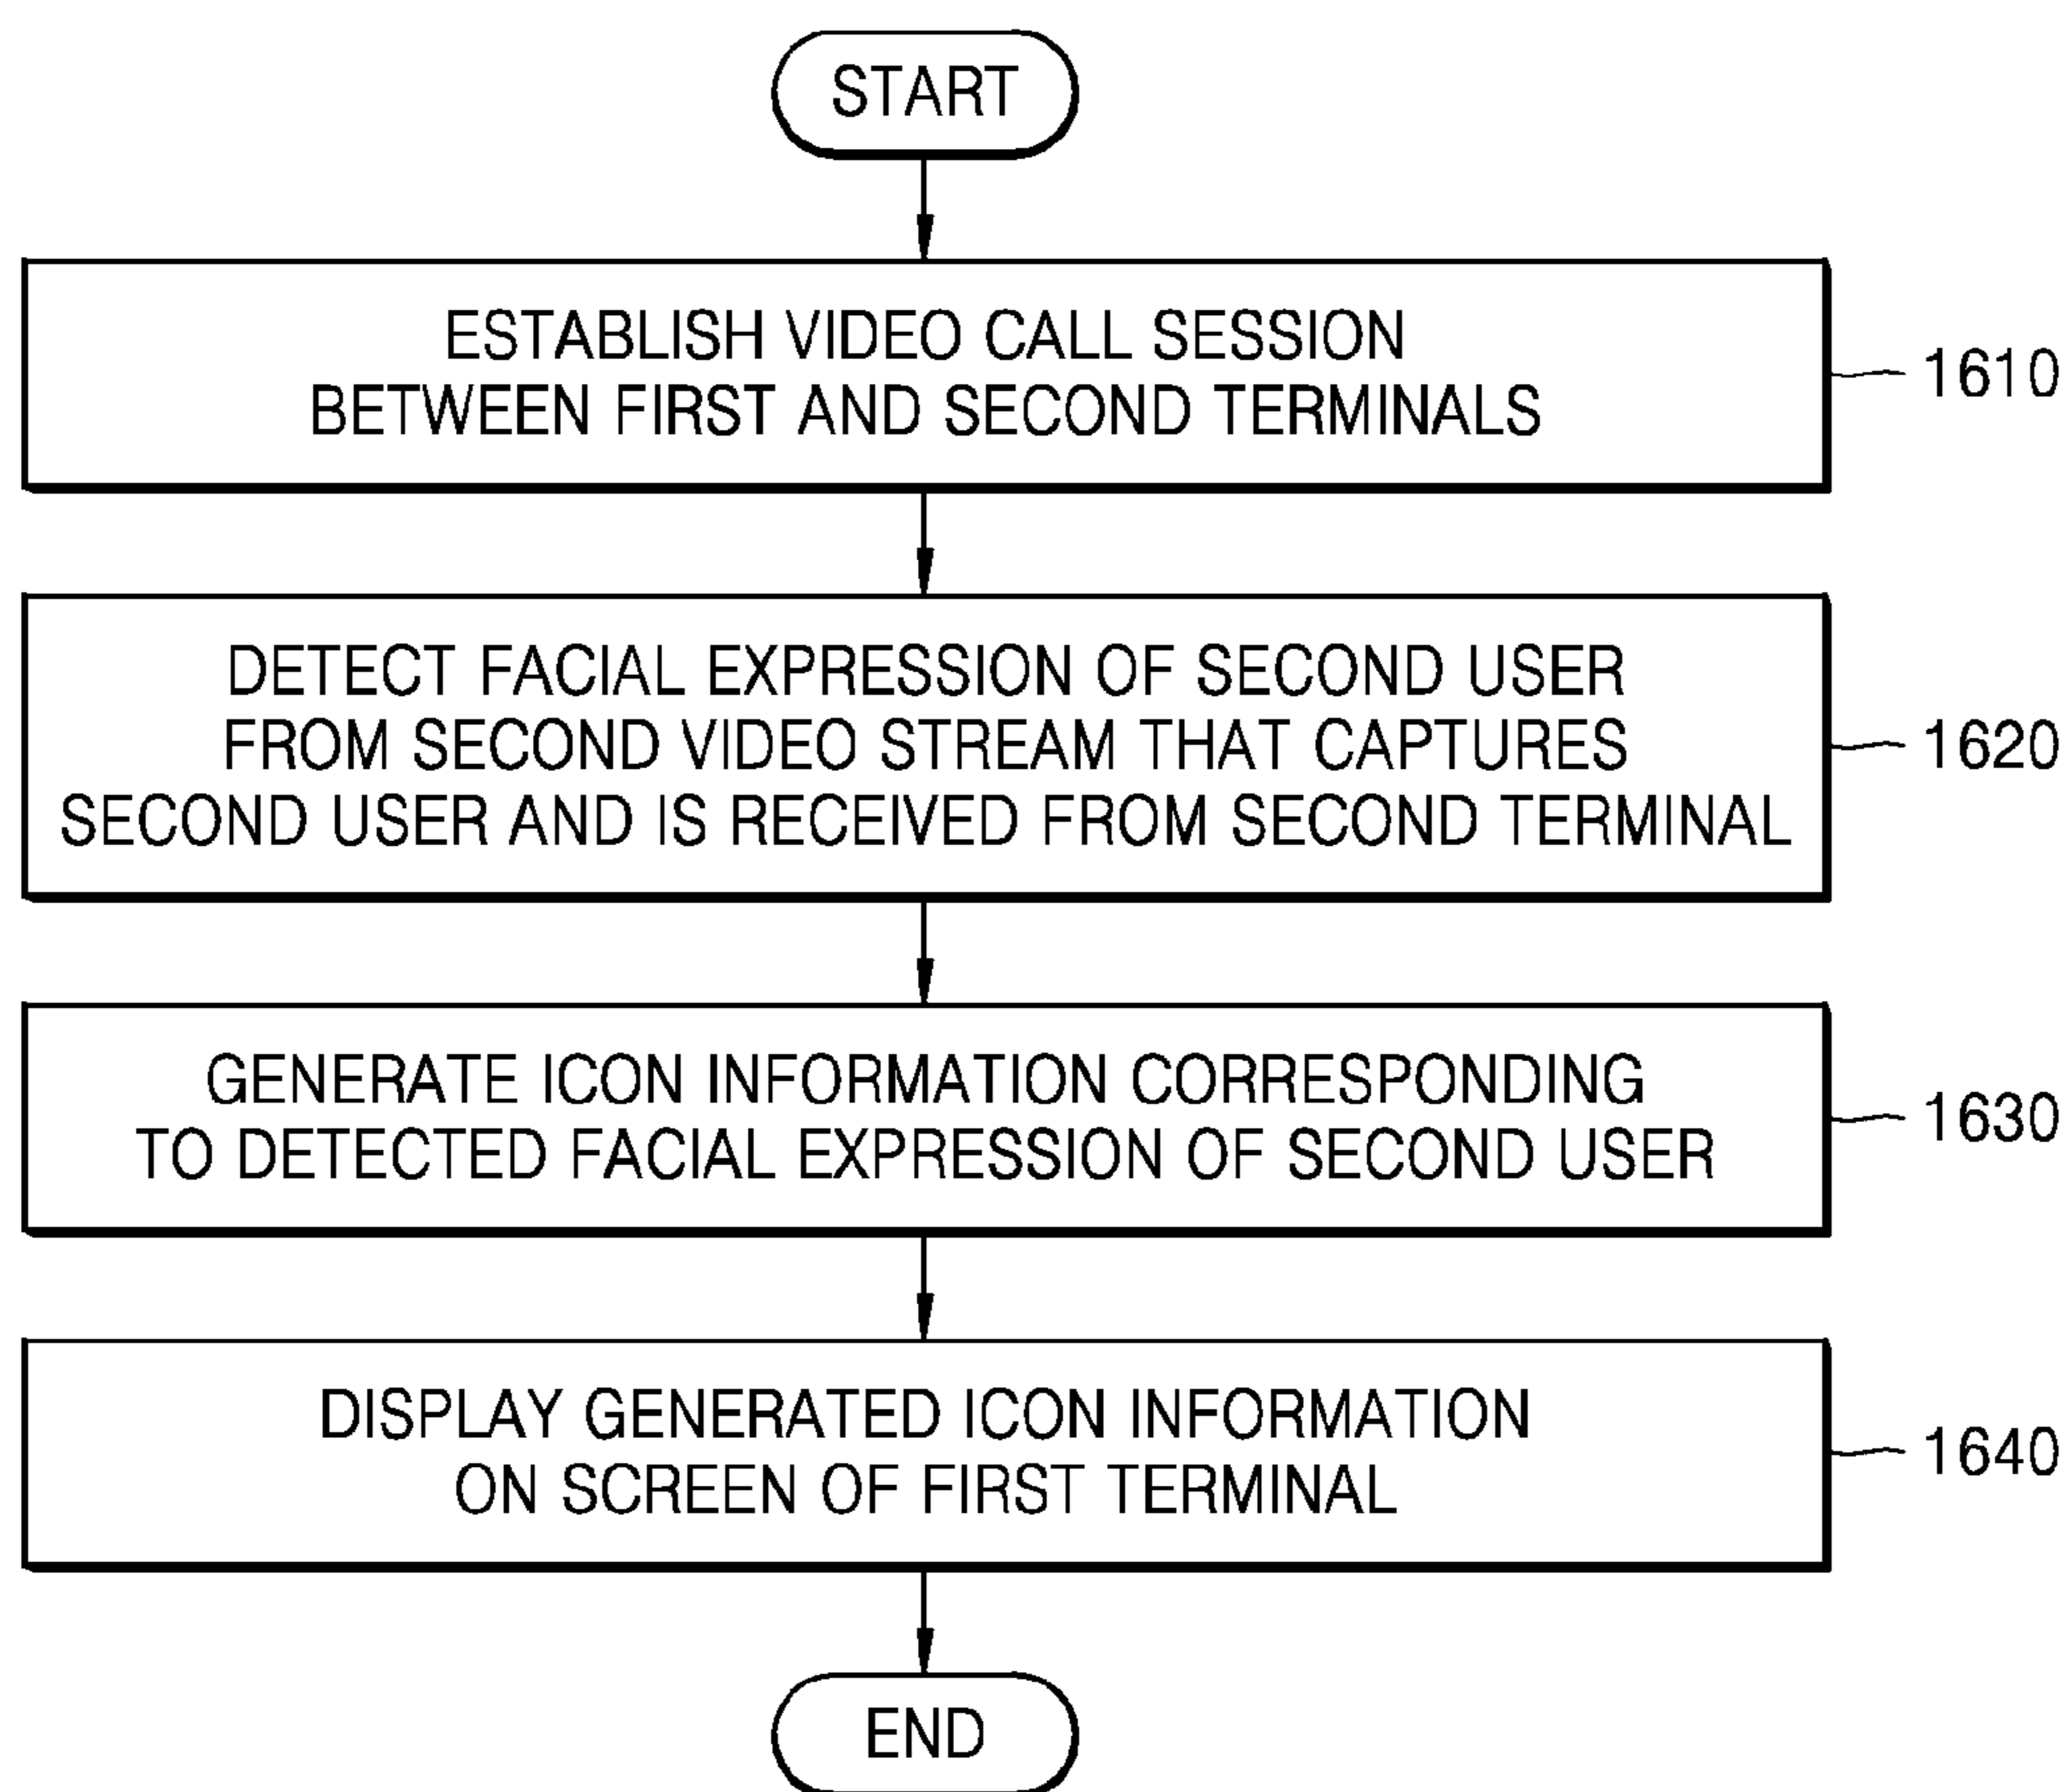 START
ESTABLISH VIDEO CALL SESSION
BETWEEN FIRST AND SECOND TERMINALS
1610
DETECT FACIAL EXPRESSION OF SECOND USER
FROM SECOND VIDEO STREAM THAT CAPTURES
SECOND USER AND IS RECEIVED FROM SECOND TERMINAL
1620
GENERATE ICON INFORMATION CORRESPONDING
TO DETECTED FACIAL EXPRESSION OF SECOND USER
1630
DISPLAY GENERATED ICON INFORMATION
ON SCREEN OF FIRST TERMINAL
1640
END